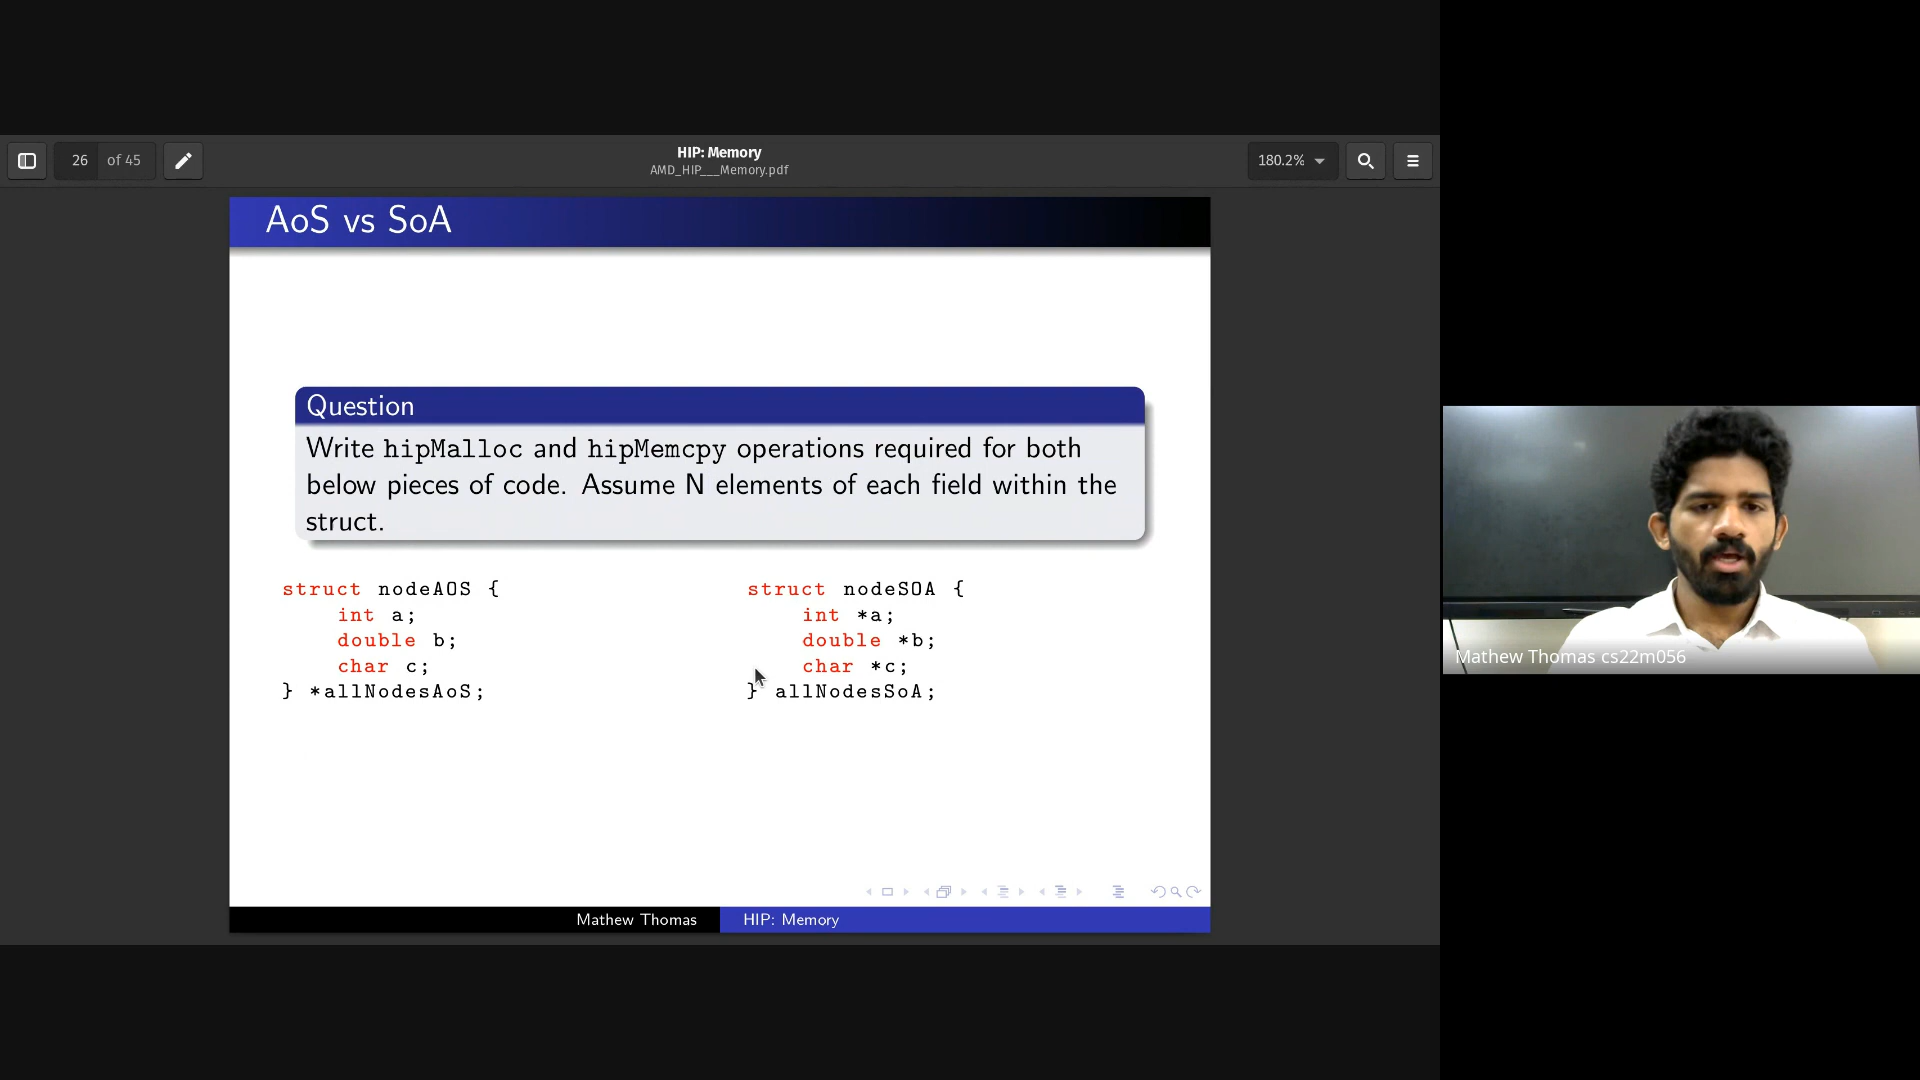 HIP: Memory
26 of 45
AMD_HIP___Memory.pdf
180.2%
AoS vs SoA
Question
Write hipMalloc and hipMemcpy operations required for both
below pieces of code. Assume N elements of each field within the
struct.
struct nodeAOS {
int a;
double b;
char c;
} *allNodesAoS;
struct nodeSOA {
int *a;
double *b;
char *c;
} allNodesSoA;
Mathew Thomas cs22m056
Mathew Thomas
HIP: Memory